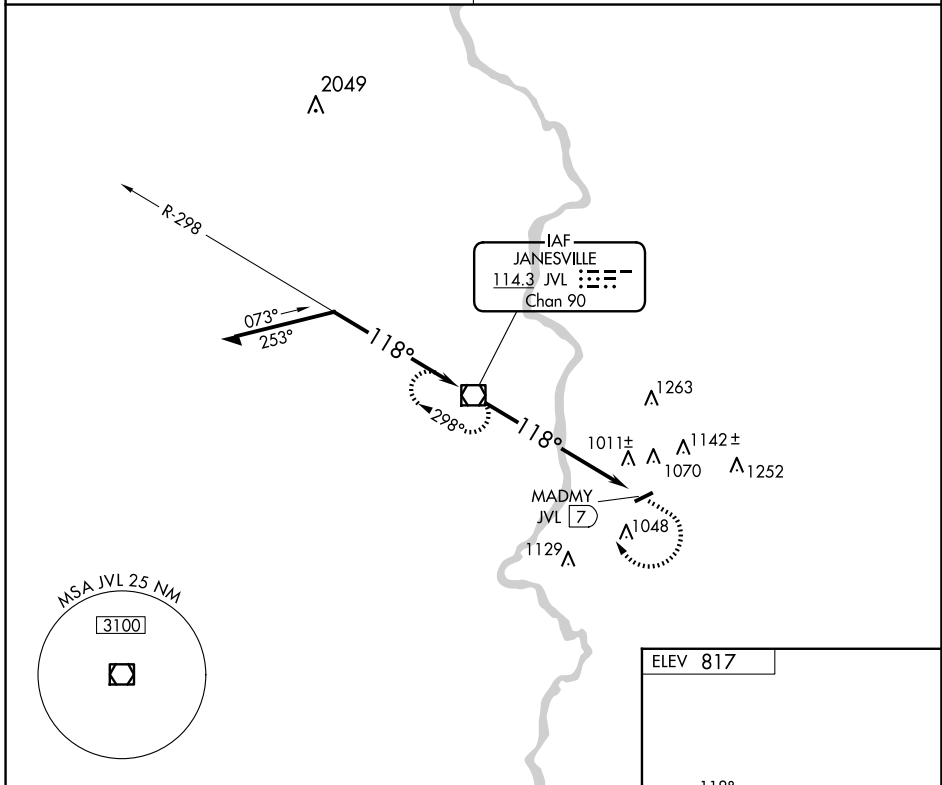 2049
R-298
IAF
JANESVILLE
114.3 JVL
Chan 90
073°
253°
118°
298°
118°
1263
1011±
1142±
1070
1252
MADMY
JVL 7
1048
1129
MSA JVL 25 NM
3100
ELEV 817